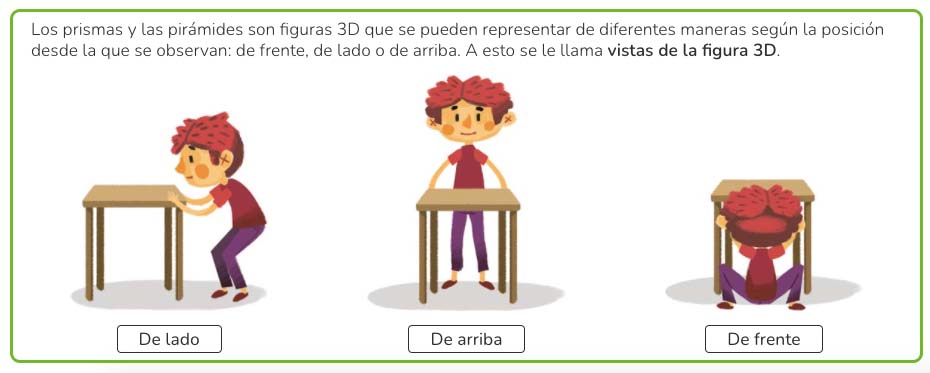 Los prismas y las pirámides son figuras 3D que se pueden representar de diferentes maneras según la posición
desde la que se observan: de frente, de lado o de arriba. A esto se le llama vistas de la figura 3D.
De lado
De arriba
De frente